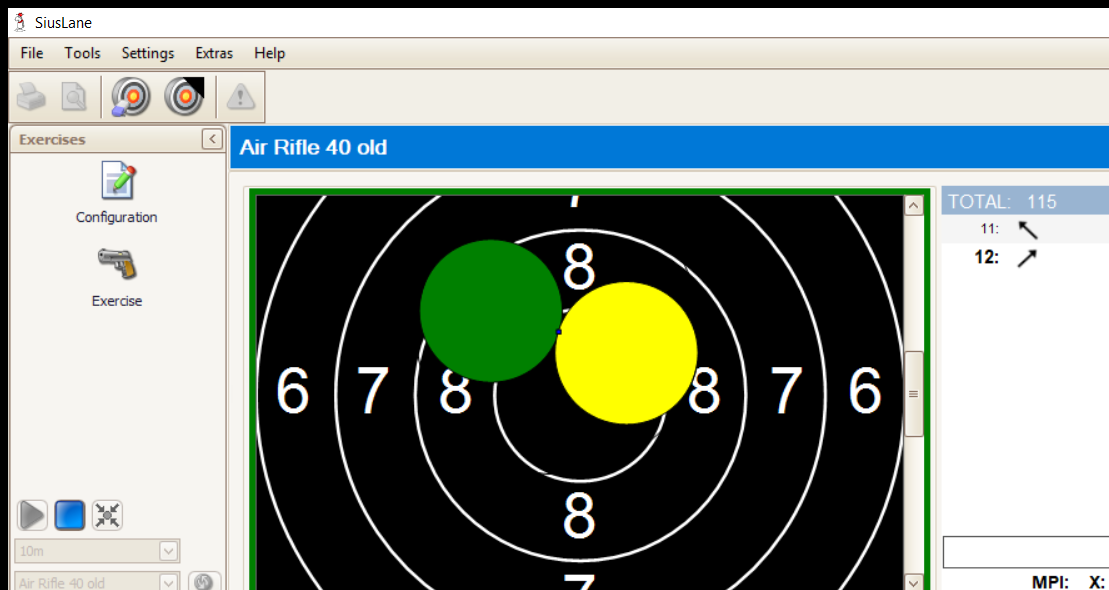 SiusLane
File Tools Settings Extras Help
Exercises
Air Rifle 40 old
Configuration
Exercise
7
8
6 7 8 8 7 6
8
7
TOTAL: 115
11:
12:
10m
Air Rifle 40 old
MPI: X: